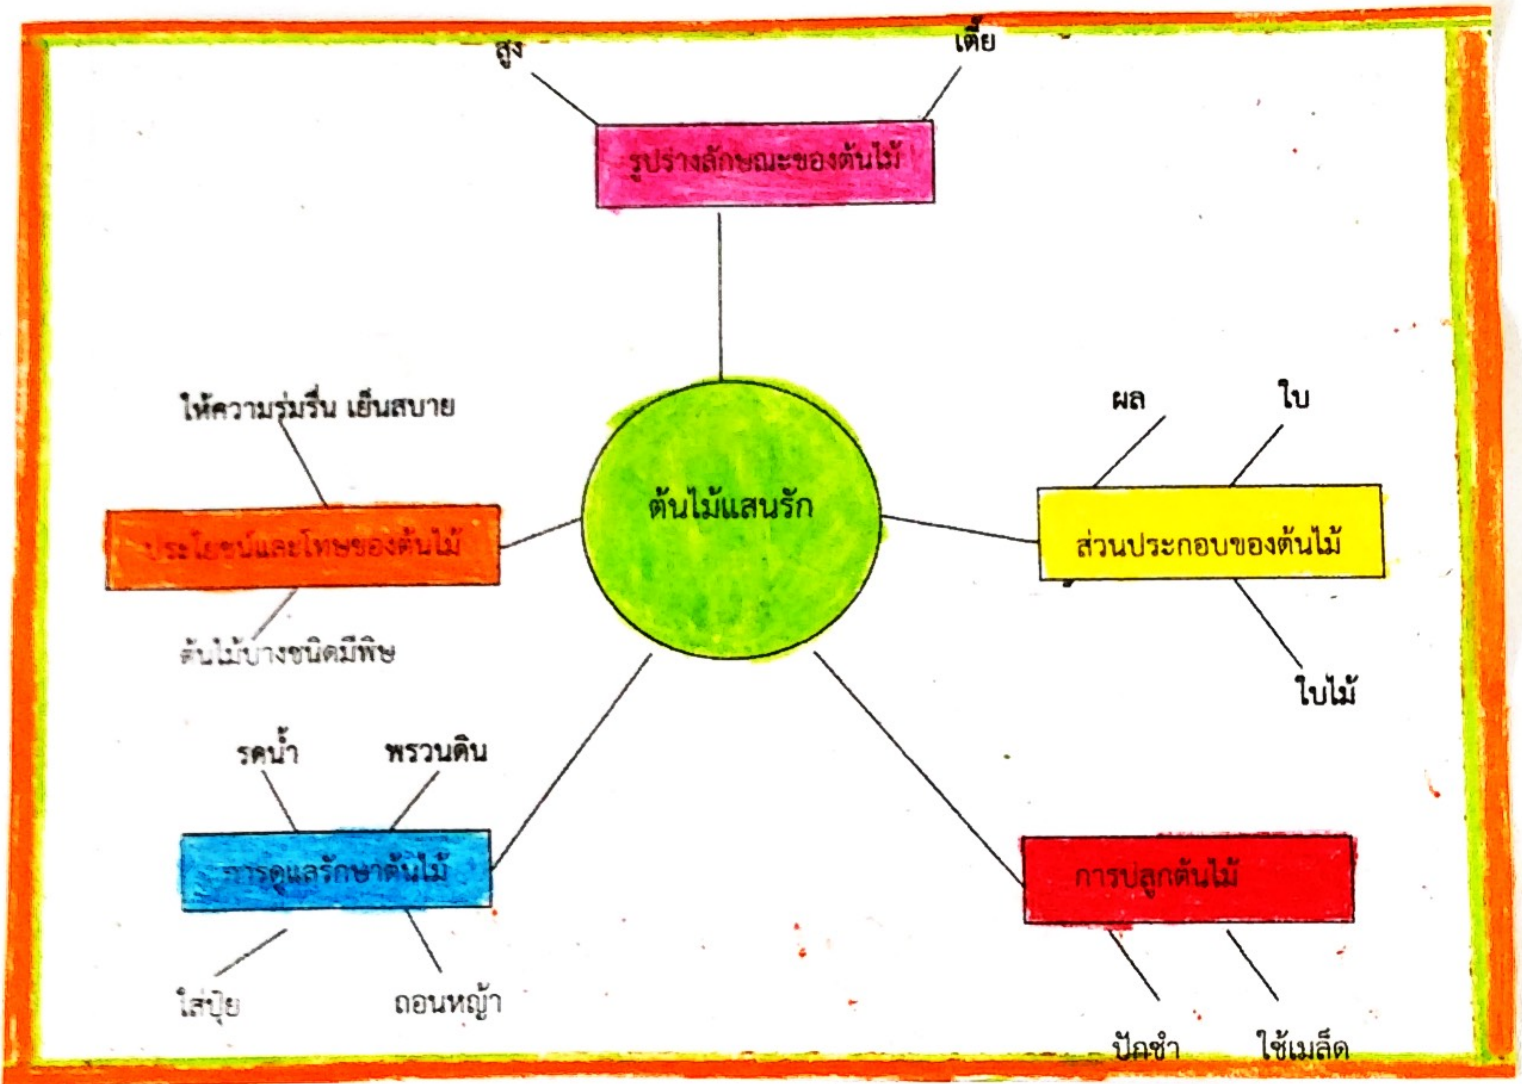 สูง
เตี้ย
รูปร่างลักษณะของต้นไม้
ให้ความร่มรื่น เย็นสบาย
ผล
ใบ
ต้นไม้แสนรัก
ประโยชน์และโทษของต้นไม้
ส่วนประกอบของต้นไม้
ต้นไม้บางชนิดมีพิษ
ใบไม้
รดน้ำ
พรวนดิน
การดูแลรักษาต้นไม้
การปลูกต้นไม้
ใส่ปุ๋ย
ถอนหญ้า
ปักชำ
ใช้เมล็ด